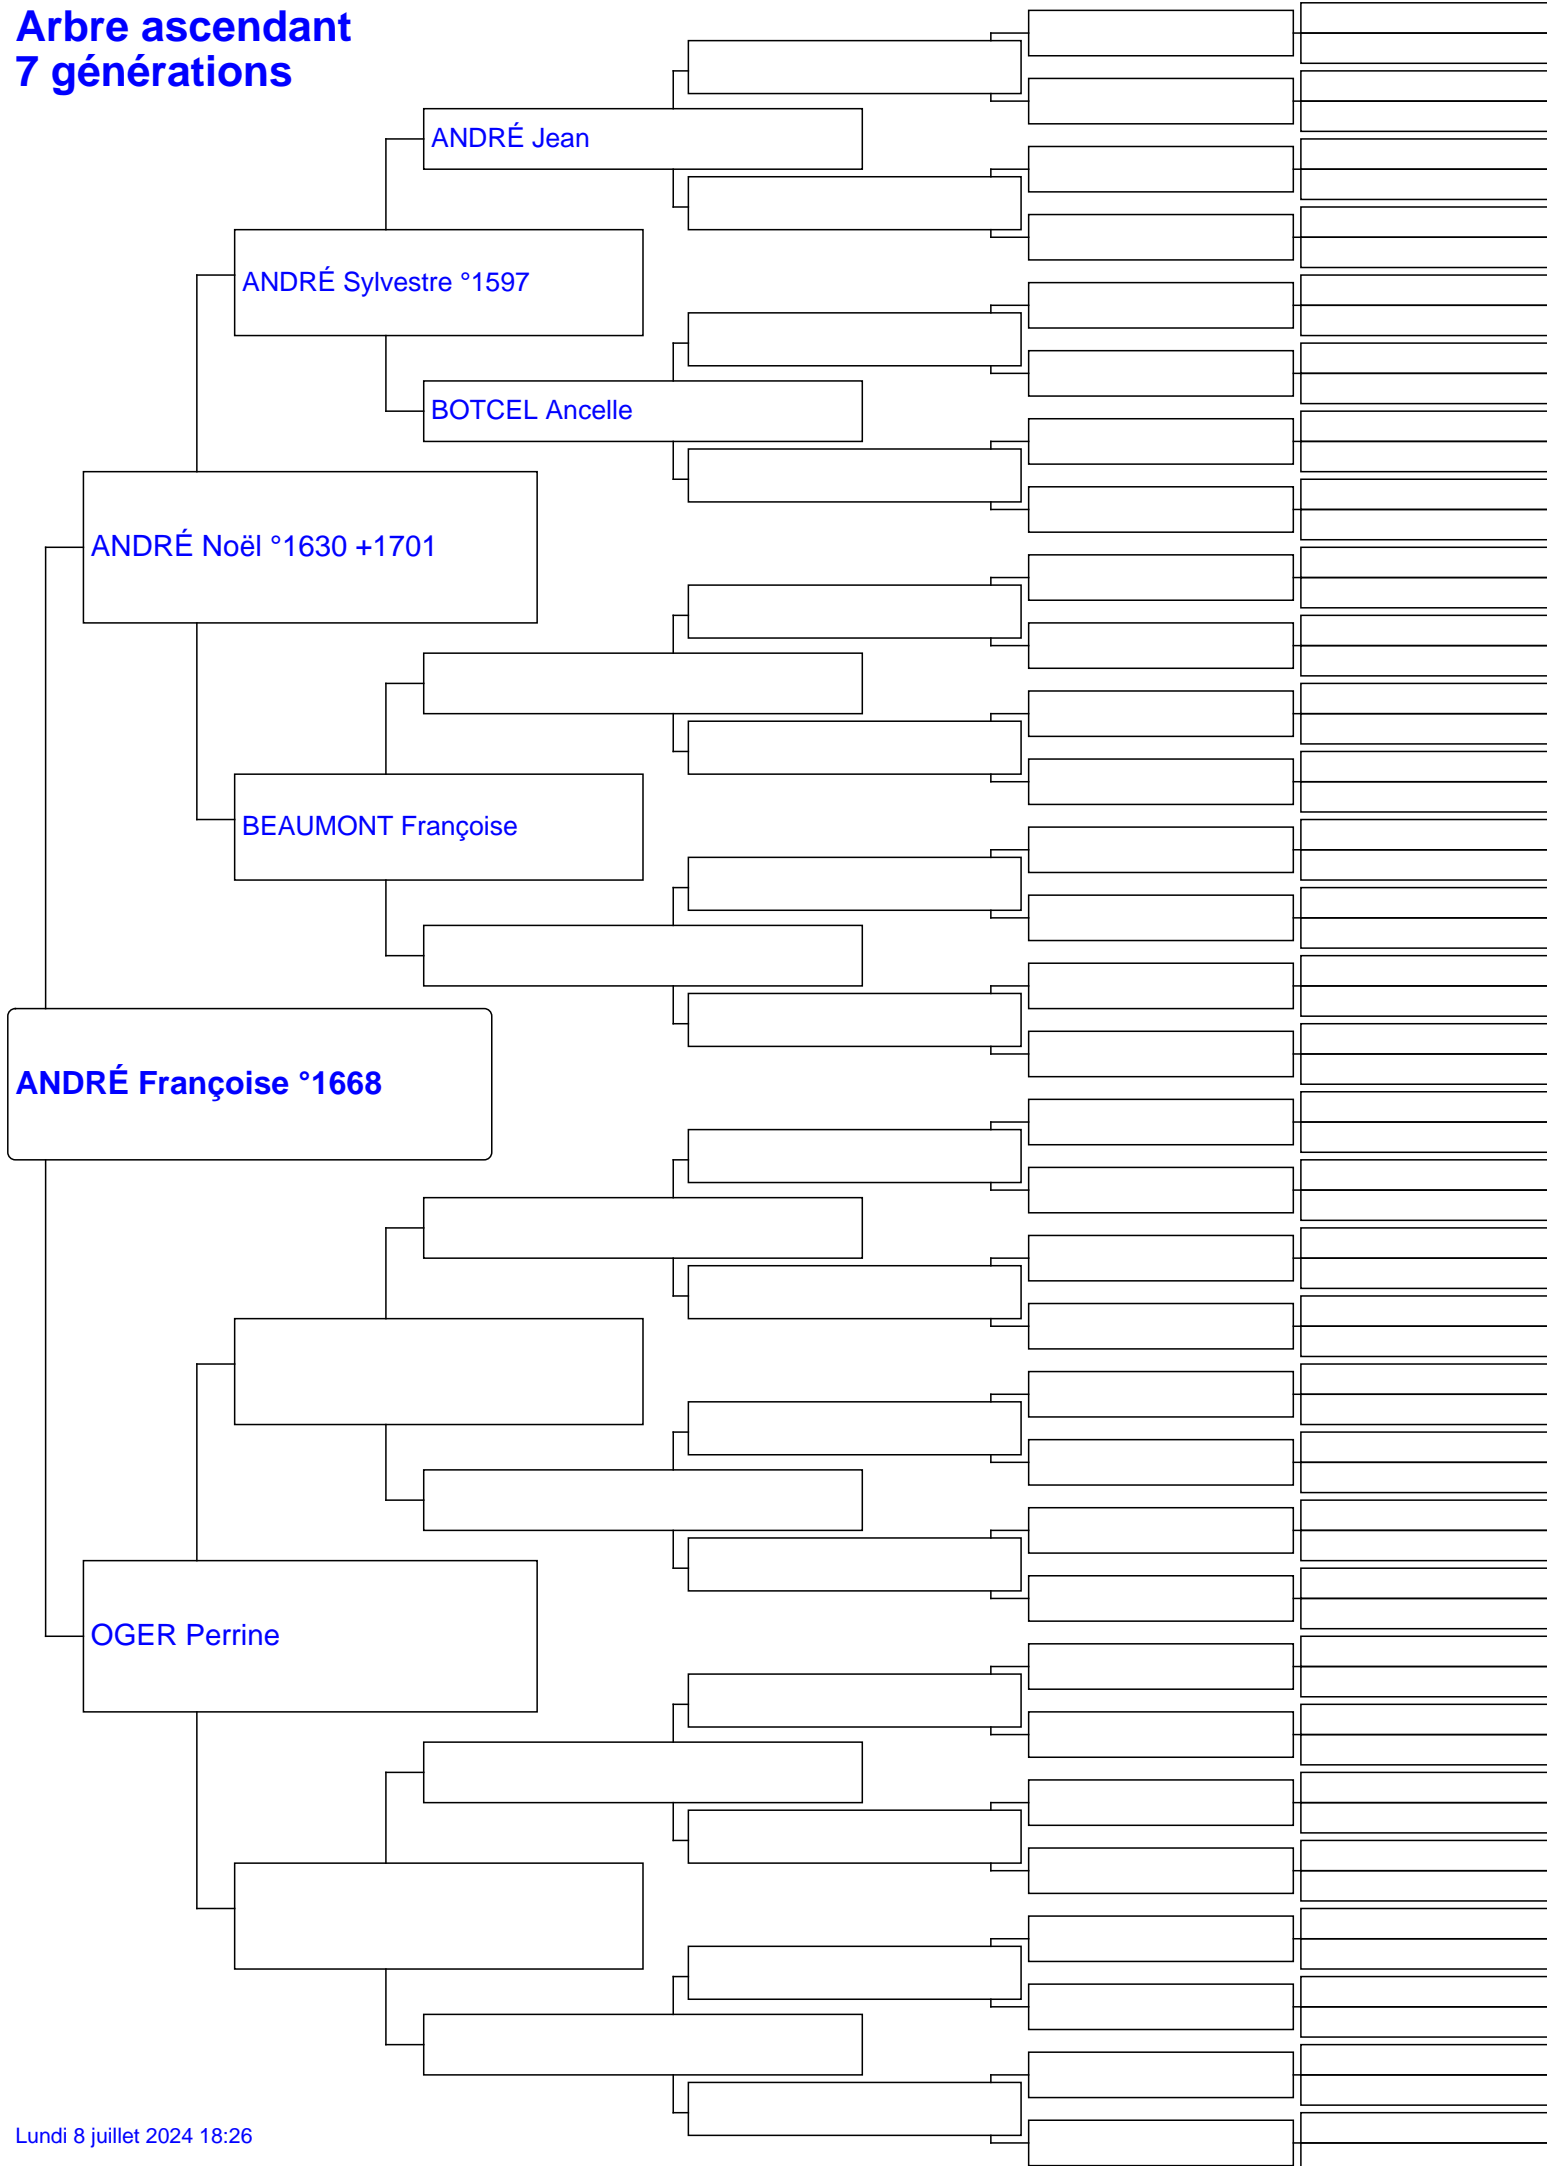 Arbre ascendant
7 générations
ANDRÉ Jean
ANDRÉ Sylvestre °1597
BOTCEL Ancelle
ANDRÉ Noël °1630 +1701
BEAUMONT Françoise
ANDRÉ Françoise °1668
OGER Perrine
Lundi 8 juillet 2024 18:26